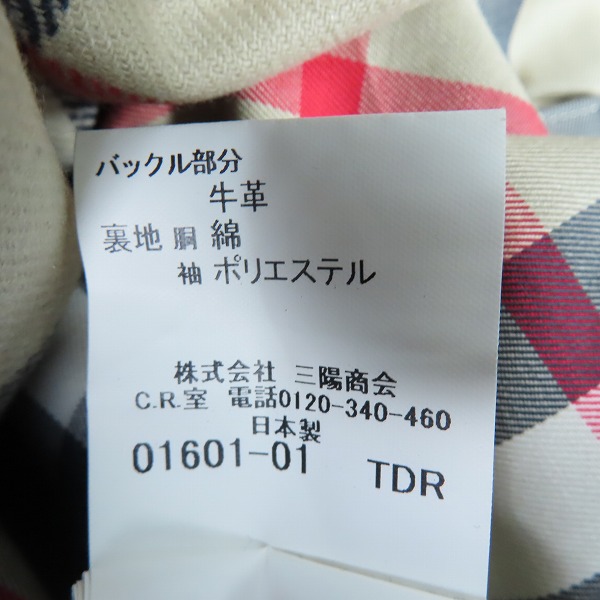 バックル部分
牛革
裏地 胴 綿
袖 ポリエステル
株式会社 三陽商会
C.R.室 電話0120-340-460
日本製
01601-01 TDR